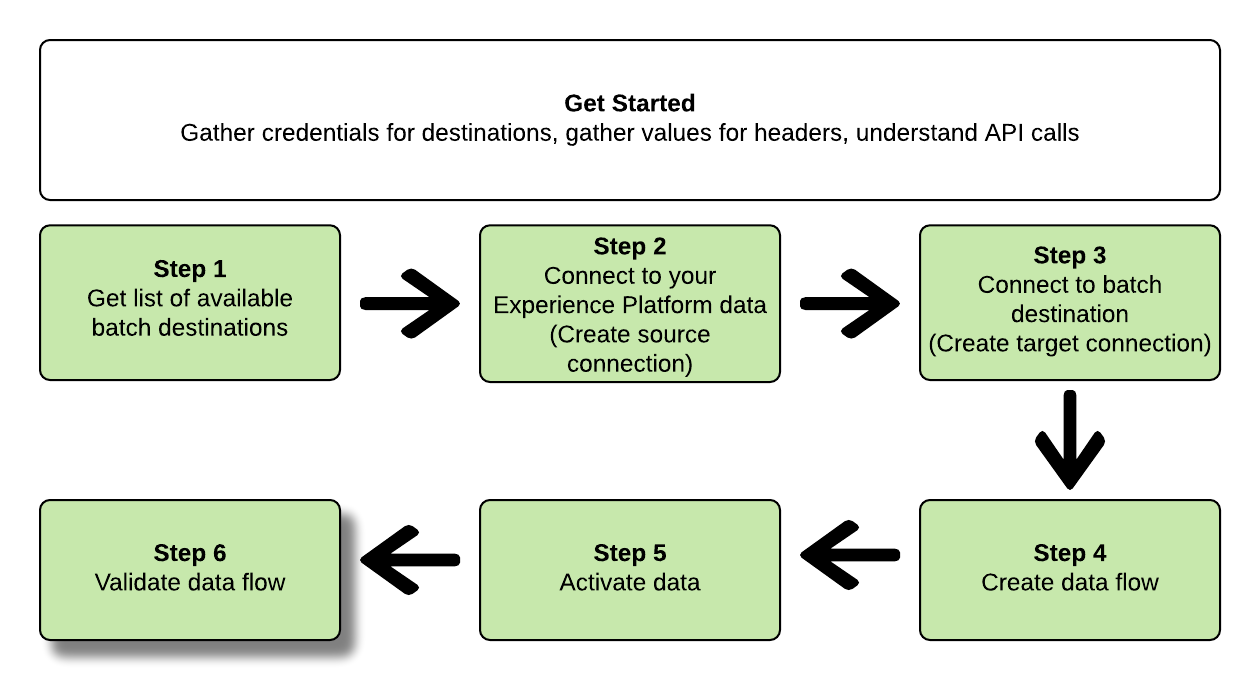 Get Started
Gather credentials for destinations, gather values for headers, understand API calls
Step 1
Get list of available
batch destinations
Step 2
Connect to your
Experience Platform data
(Create source
connection)
Step 3
Connect to batch
destination
(Create target connection)
Step 4
Create data flow
Step 5
Activate data
Step 6
Validate data flow